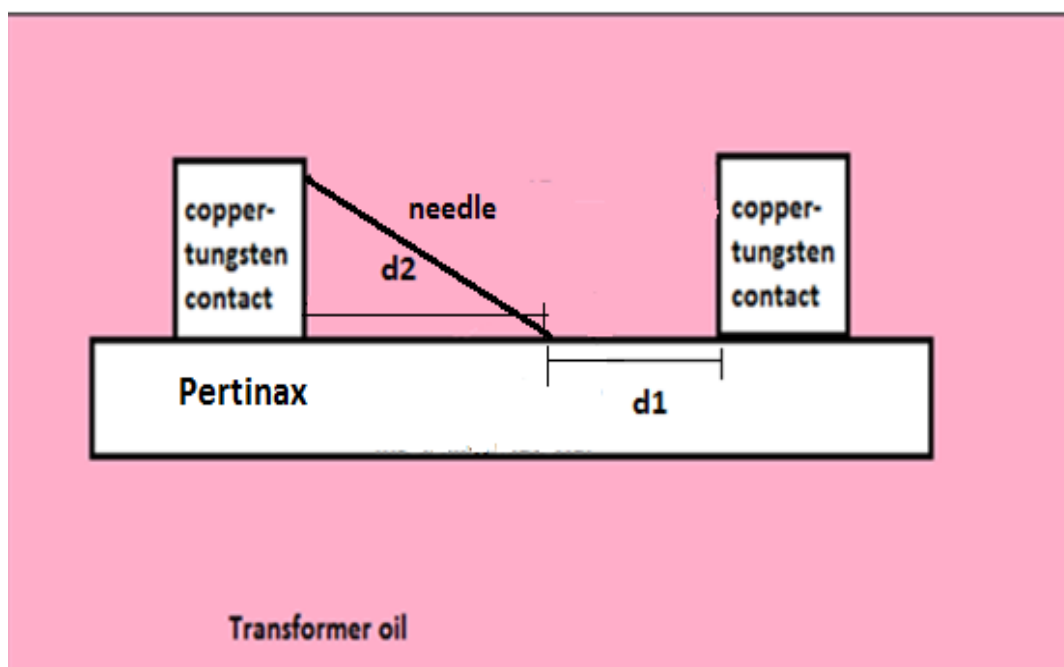 copper-
tungsten
contact
needle
d2
copper-
tungsten
contact
Pertinax
d1
Transformer oil